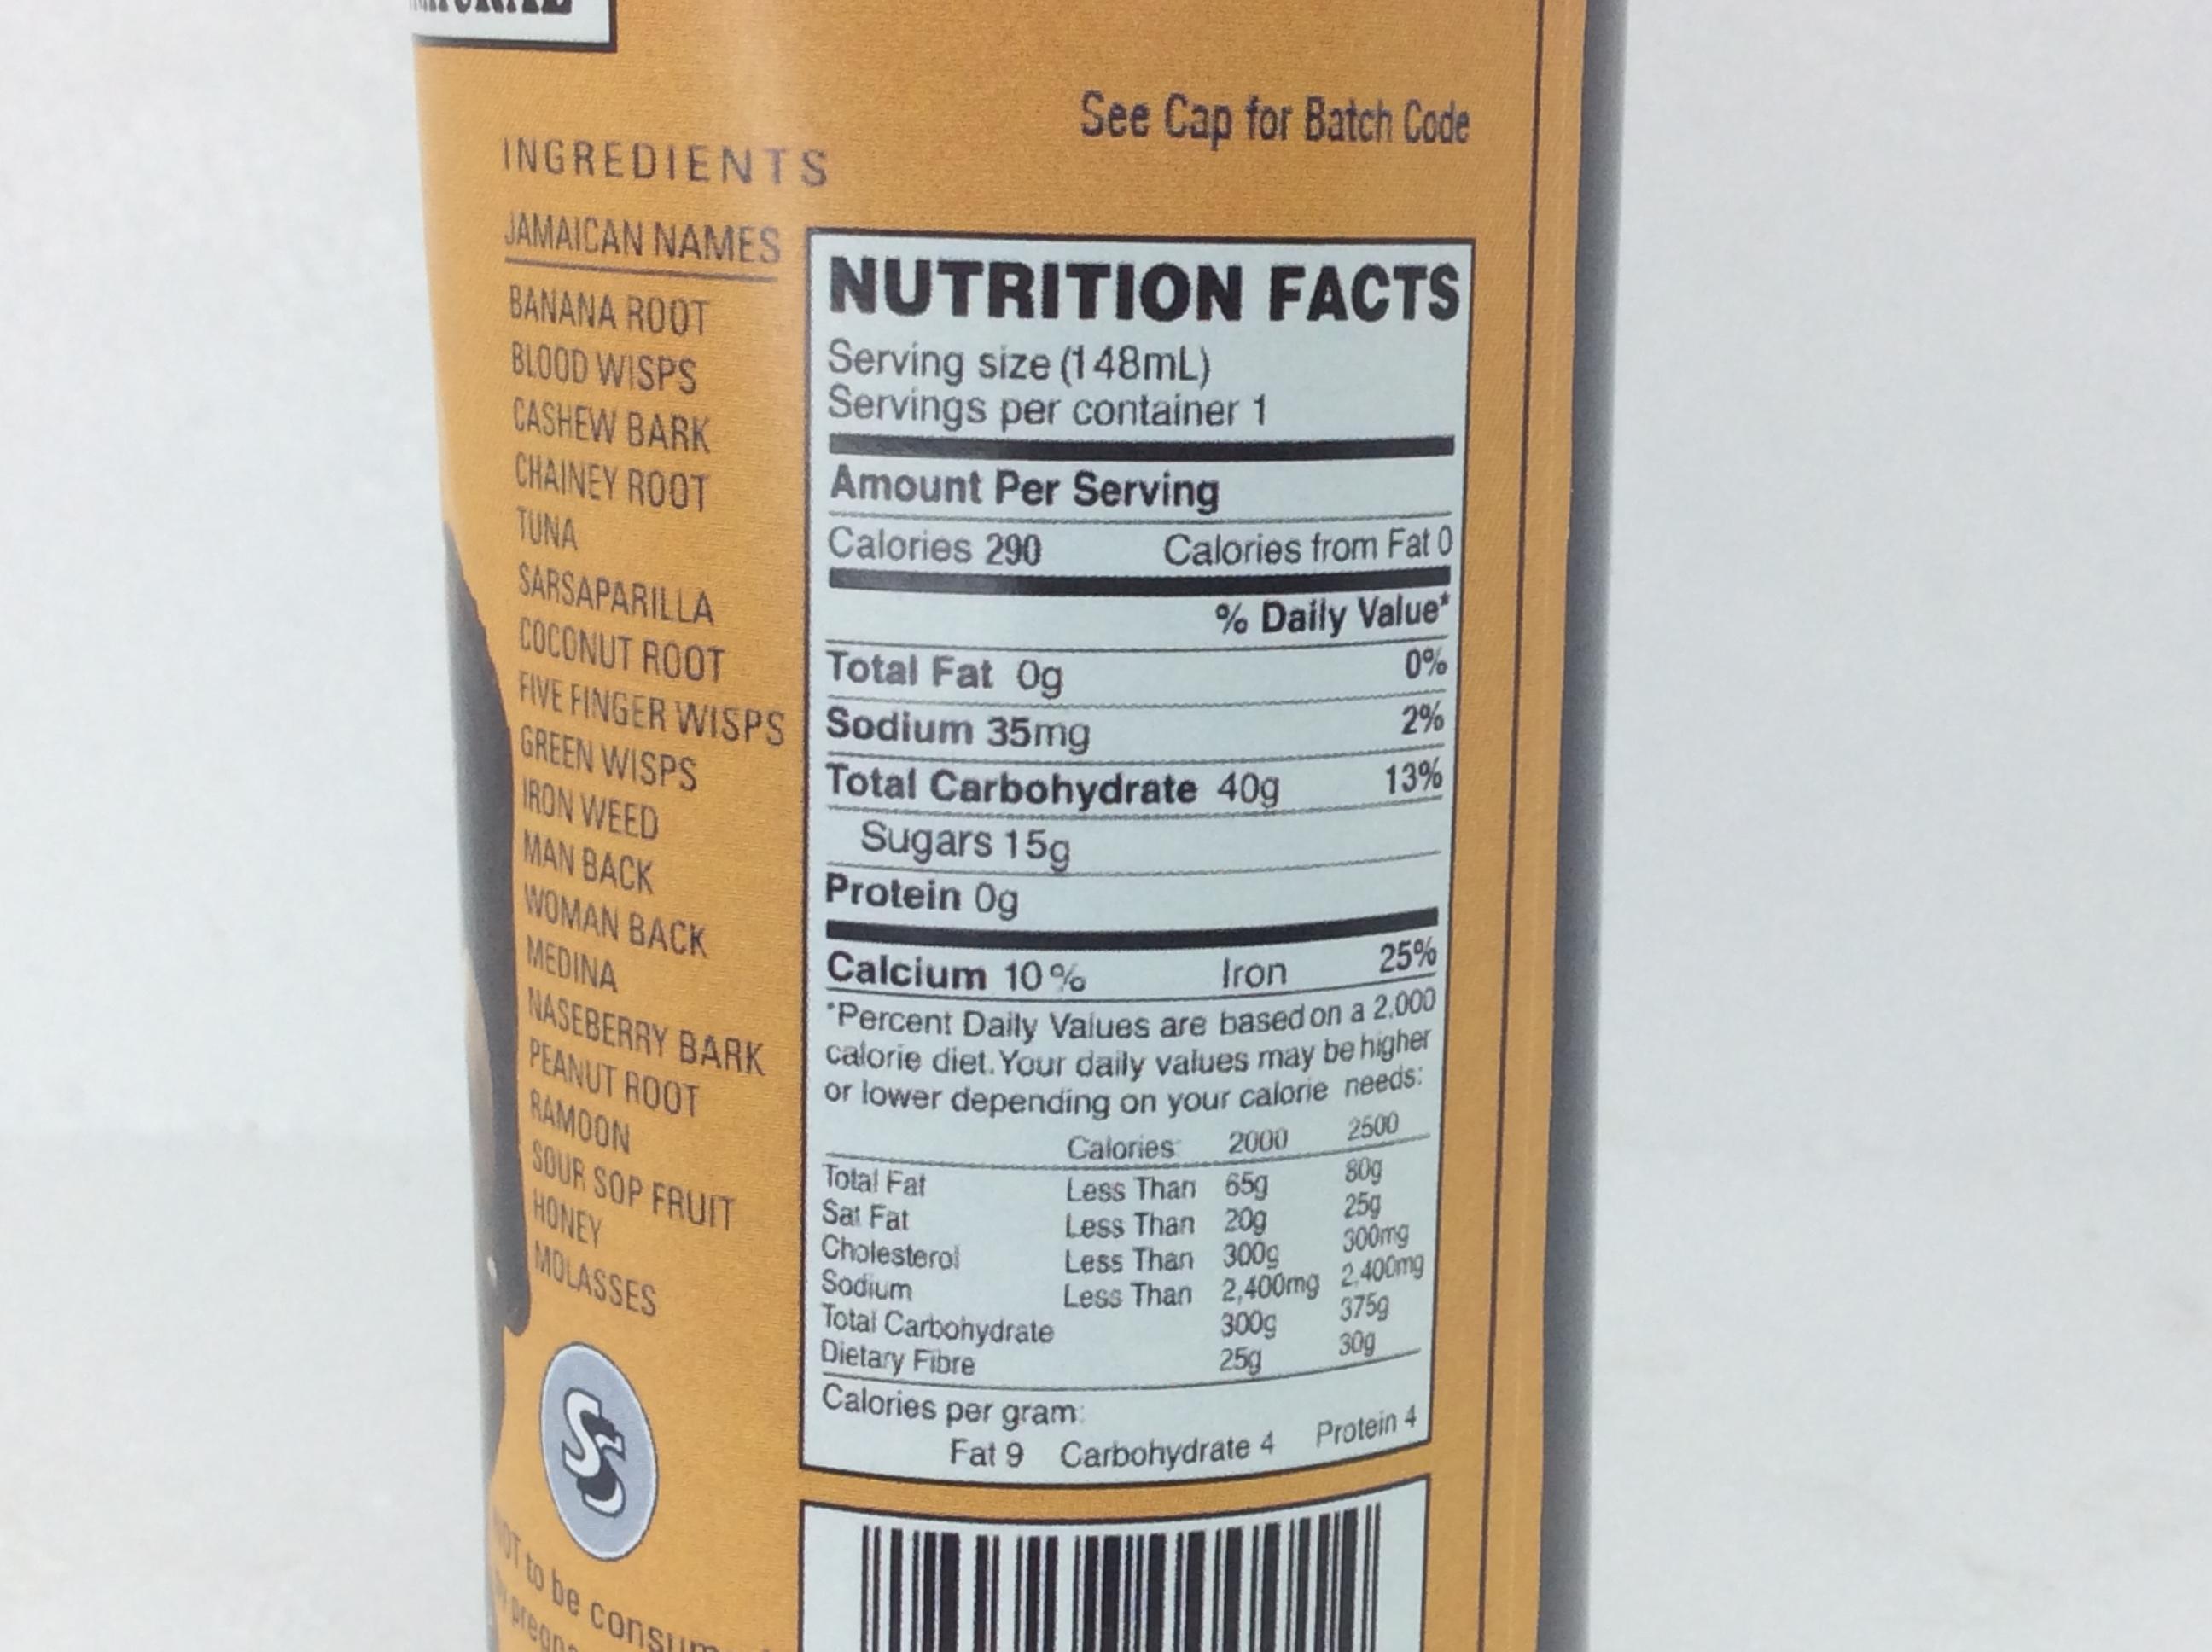 NATURAL
See Cap for Batch Code
INGREDIENTS
JAMAICAN NAMES
BANANA ROOT
BLOOD WISPS
CASHEW BARK
CHAINEY ROOT
TUNA
SARSAPARILLA
COCONUT ROOT
FIVE FINGER WISPS
GREEN WISPS
IRON WEED
MAN BACK
WOMAN BACK
MEDINA
NASEBERRY BARK
PEANUT ROOT
RAMOON
SOUR SOP FRUIT
HONEY
MOLASSES
SS
NOT to be
NUTRITION FACTS
Serving size (148mL)
Servings per container 1
Amount Per Serving
Calories 290 Calories from Fat 0
% Daily Value*
Total Fat 0g 0%
Sodium 35mg 2%
Total Carbohydrate 40g 13%
Sugars 15g
Protein 0g
Calcium 10% Iron 25%
*Percent Daily Values are based on a 2,000
calorie diet. Your daily values may be higher
or lower depending on your calorie needs:
Calories: 2000 2500
Total Fat Less Than 65g 80g
Sat Fat Less Than 20g 25g
Cholesterol Less Than 300g 300mg
Sodium Less Than 2,400mg 2,400mg
Total Carbohydrate 300g 375g
Dietary Fibre 25g 30g
Calories per gram:
Fat 9 Carbohydrate 4 Protein 4